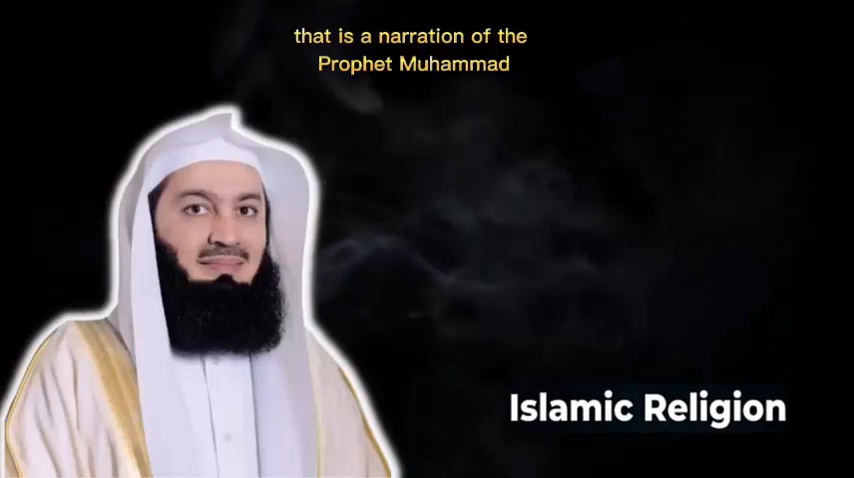 that is a narration of the
Prophet Muhammad
Islamic Religion